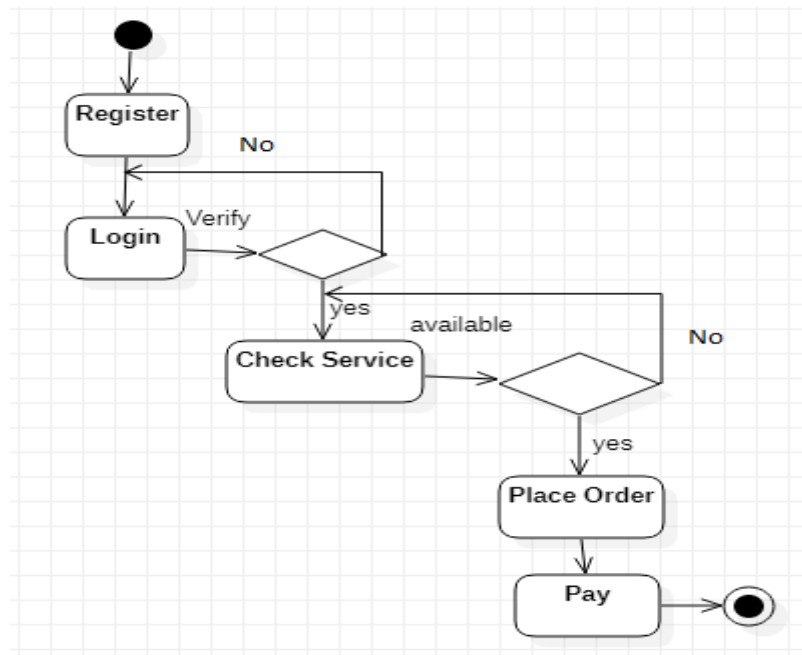 Register
No
Verify
Login
yes
available
No
Check Service
yes
Place Order
Pay